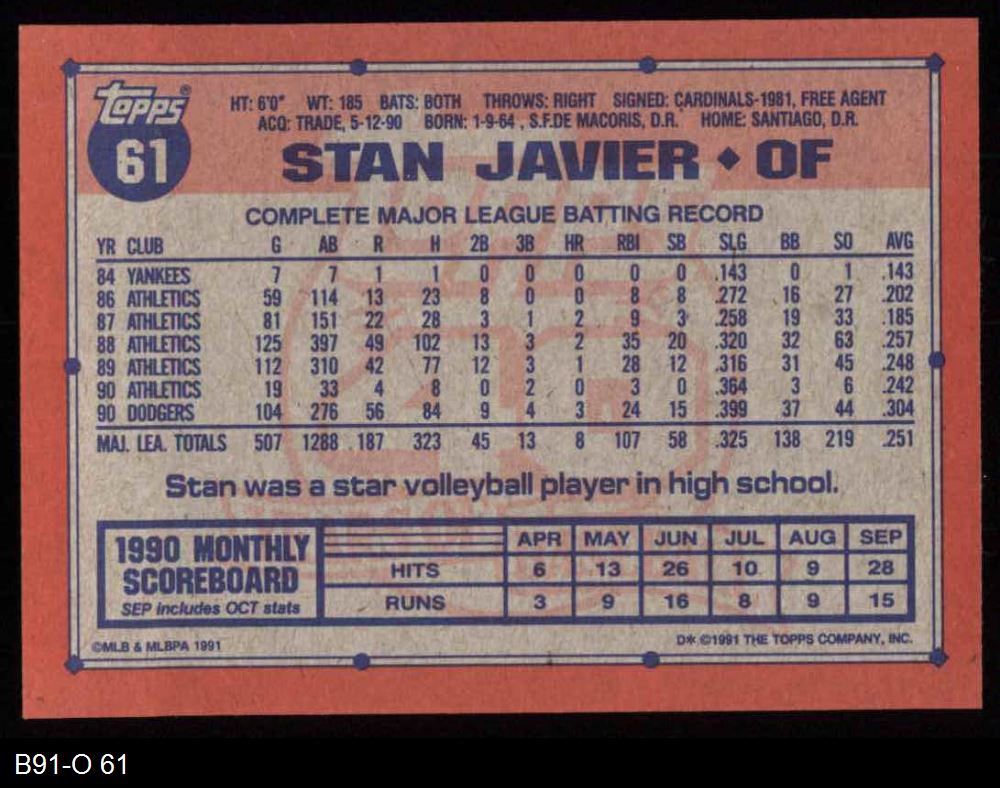 Topps®
61
HT: 6'0" WT: 185 BATS: BOTH THROWS: RIGHT SIGNED: CARDINALS-1981, FREE AGENT
ACQ: TRADE, 5-12-90 BORN: 1-9-64 , S.F.DE MACORIS, D.R. HOME: SANTIAGO, D.R.
STAN JAVIER ◆ OF
COMPLETE MAJOR LEAGUE BATTING RECORD
YR CLUB G AB R H 2B 3B HR RBI SB SLG BB SO AVG
84 YANKEES 7 7 1 1 0 0 0 0 0 .143 0 1 .143
86 ATHLETICS 59 114 13 23 8 0 0 8 8 .272 16 27 .202
87 ATHLETICS 81 151 22 28 3 1 2 9 3 .258 19 33 .185
88 ATHLETICS 125 397 49 102 13 3 2 35 20 .320 32 63 .257
89 ATHLETICS 112 310 42 77 12 3 1 28 12 .316 31 45 .248
90 ATHLETICS 19 33 4 8 0 2 0 3 0 .364 3 6 .242
90 DODGERS 104 276 56 84 9 4 3 24 15 .399 37 44 .304
MAJ. LEA. TOTALS 507 1288 187 323 45 13 8 107 58 .325 138 219 .251
Stan was a star volleyball player in high school.
1990 MONTHLY
SCOREBOARD
SEP includes OCT stats
APR MAY JUN JUL AUG SEP
HITS 6 13 26 10 9 28
RUNS 3 9 16 8 9 15
©MLB & MLBPA 1991
D* ©1991 THE TOPPS COMPANY, INC.
B91-O 61